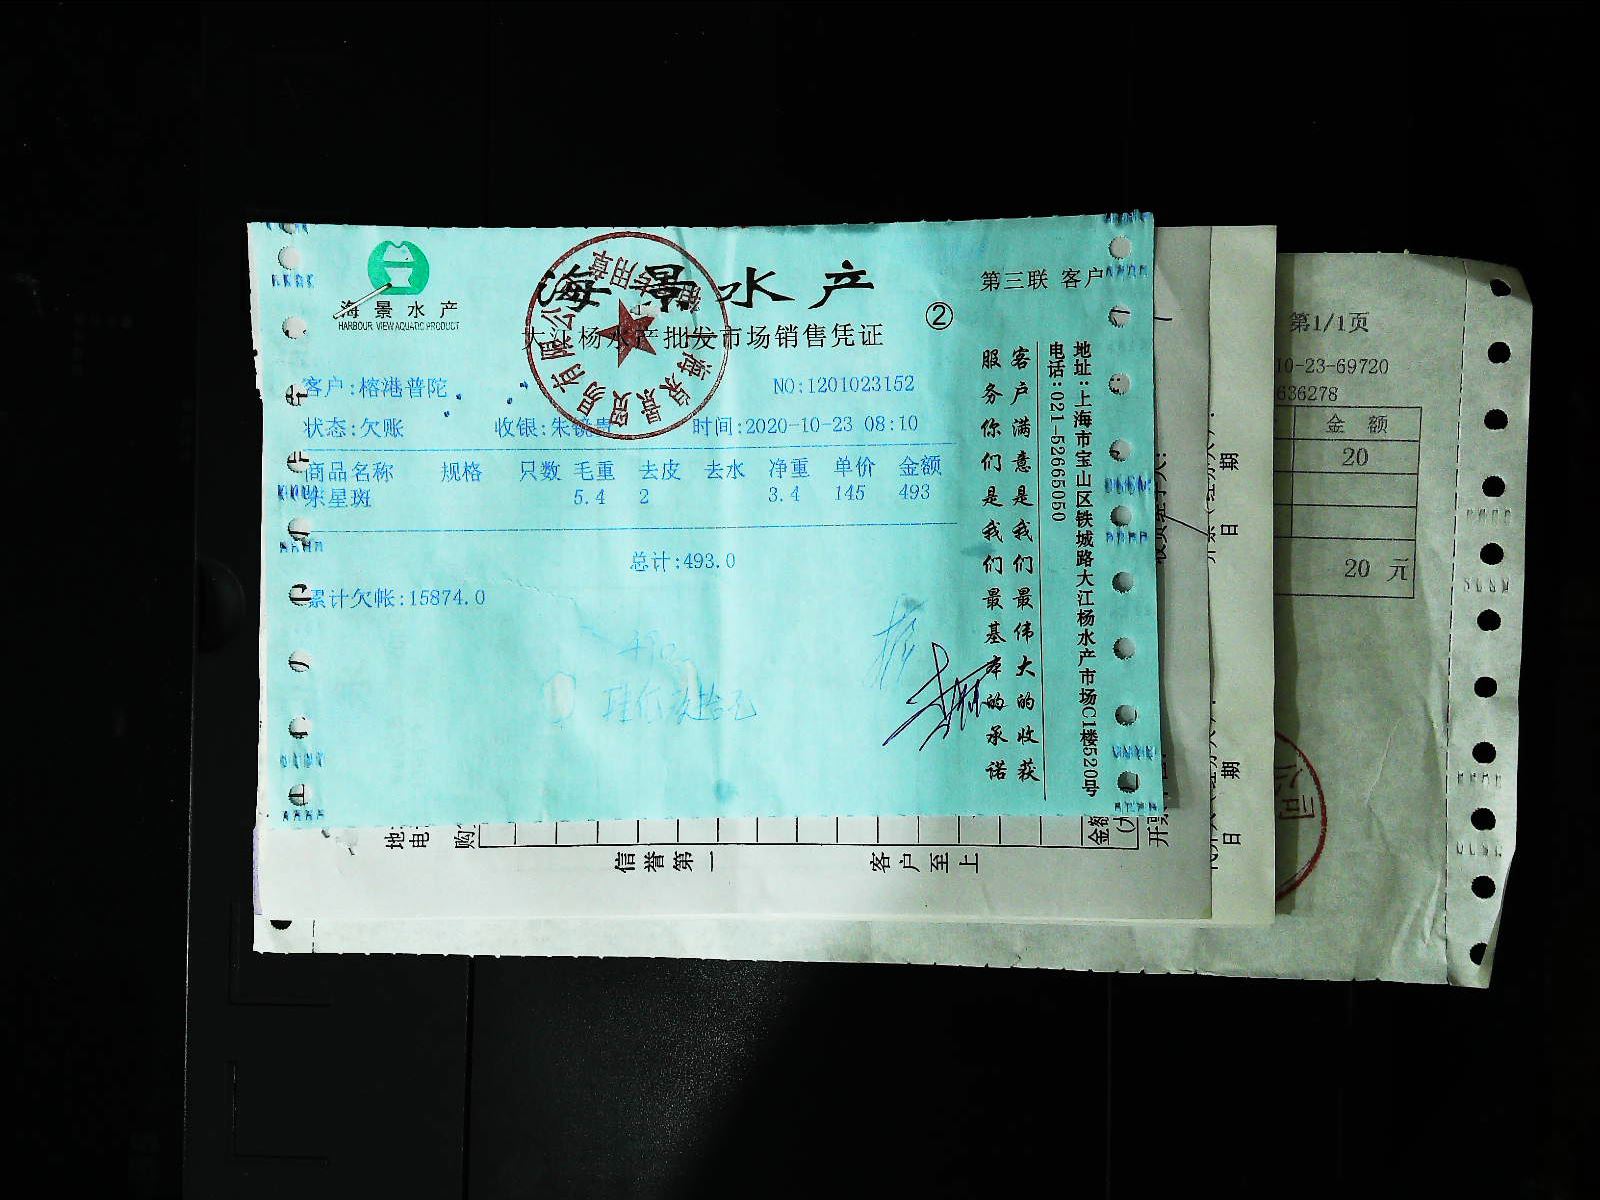 海景水产
HARBOUR VIEW AQUATIC PRODUCT
海景水产
大江杨水产批发市场销售凭证
②
第三联 客户
客户:榕港普陀
NO:1201023152
状态:欠账 收银:朱锐贵 时间:2020-10-23 08:10
商品名称 规格 只数 毛重 去皮 去水 净重 单价 金额
东星斑 5.4 2 3.4 145 493
总计:493.0
累计欠帐:15874.0
客户满意是我们最伟大的收获
服务你们是我们最基本的承诺
地址:上海市宝山区铁城路大江杨水产市场C1楼520号
电话:021-52665050
第1/1页
10-23-69720
636278
金 额
20
20 元
日 期
日 期
信誉第一 客户至上